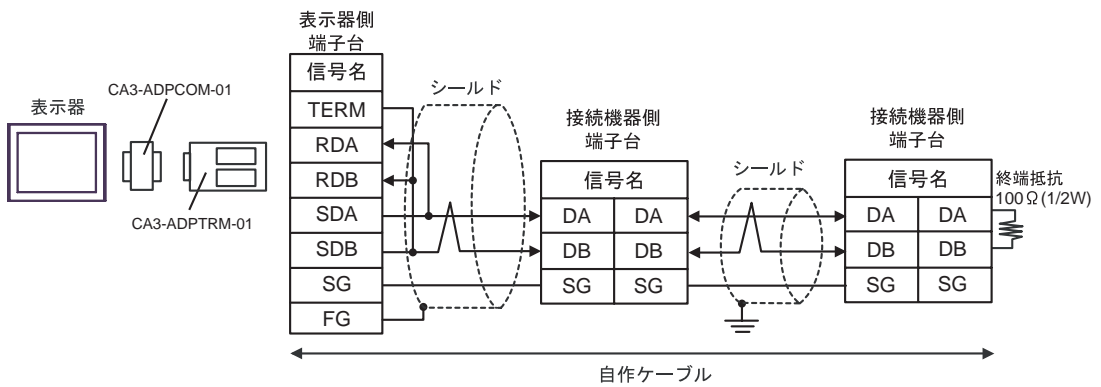 表示器
CA3-ADPCOM-01
CA3-ADPTRM-01
表示器側
端子台
信号名
TERM
RDA
RDB
SDA
SDB
SG
FG
シールド
接続機器側
端子台
信号名
DA DA
DB DB
SG SG
シールド
接続機器側
端子台
信号名
DA DA
DB DB
SG SG
終端抵抗
100Ω(1/2W)
自作ケーブル